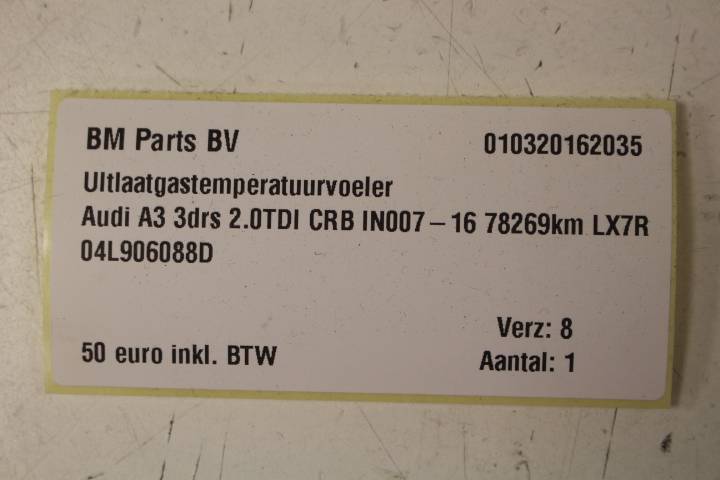 BM Parts BV 010320162035
UItlaatgastemperatuurvoeler
Audi A3 3drs 2.0TDI CRB IN007-16 78269km LX7R
04L906088D
Verz: 8
50 euro inkl. BTW Aantal: 1